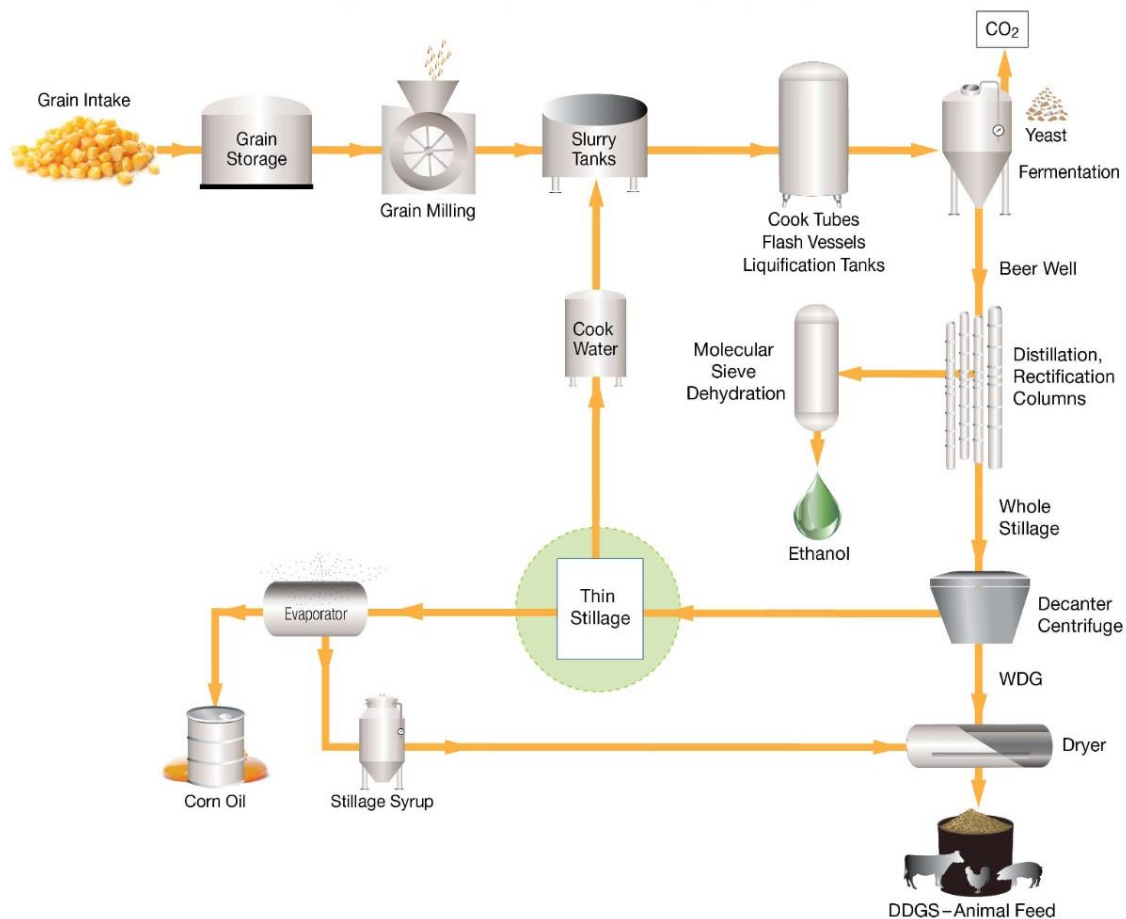 CO₂
Grain Intake
Grain
Storage
Grain Milling
Slurry
Tanks
Cook Tubes
Flash Vessels
Liquification Tanks
Yeast
Fermentation
Beer Well
Cook
Water
Molecular
Sieve
Dehydration
Distillation,
Rectification
Columns
Ethanol
Whole
Stillage
Evaporator
Thin
Stillage
Decanter
Centrifuge
WDG
Corn Oil
Stillage Syrup
Dryer
DDGS–Animal Feed